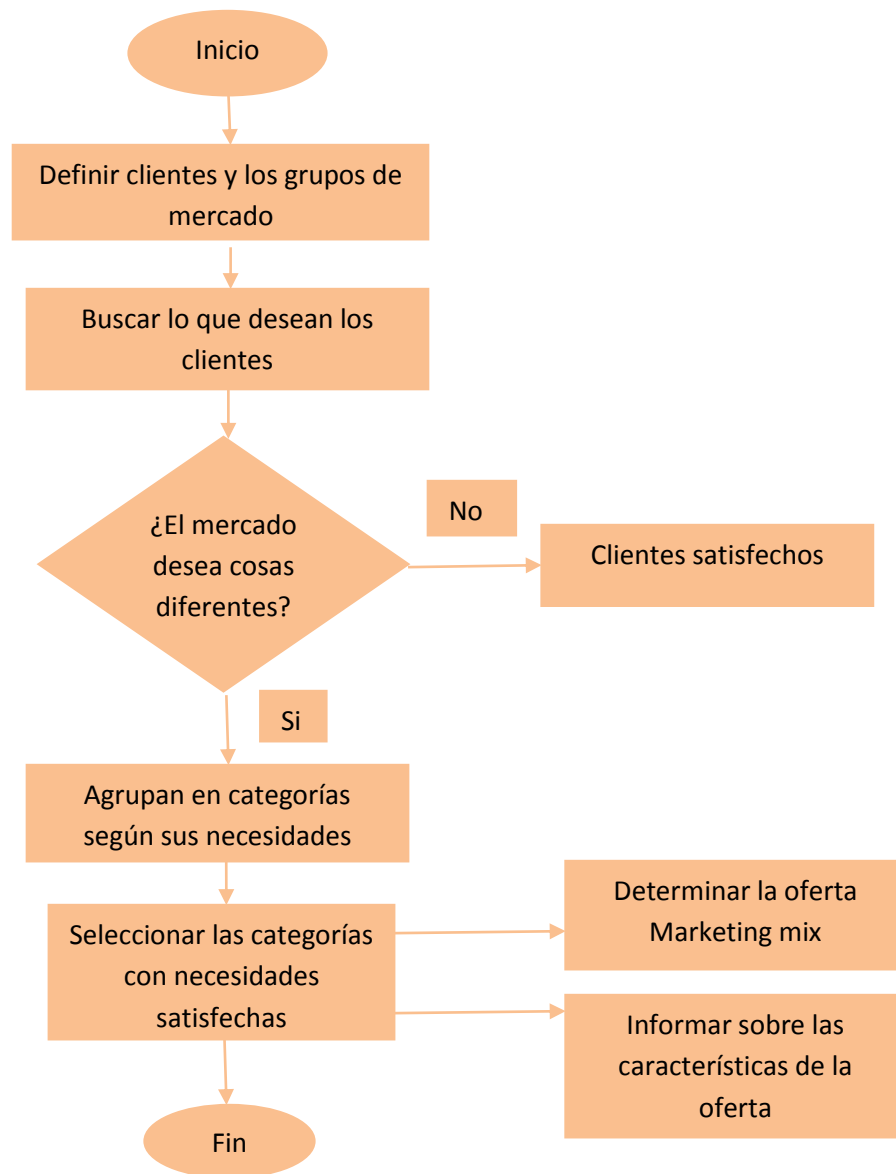 Inicio
Definir clientes y los grupos de
mercado
Buscar lo que desean los
clientes
¿El mercado
desea cosas
diferentes?
No
Clientes satisfechos
Si
Agrupan en categorías
según sus necesidades
Seleccionar las categorías
con necesidades
satisfechas
Determinar la oferta
Marketing mix
Informar sobre las
características de la
oferta
Fin